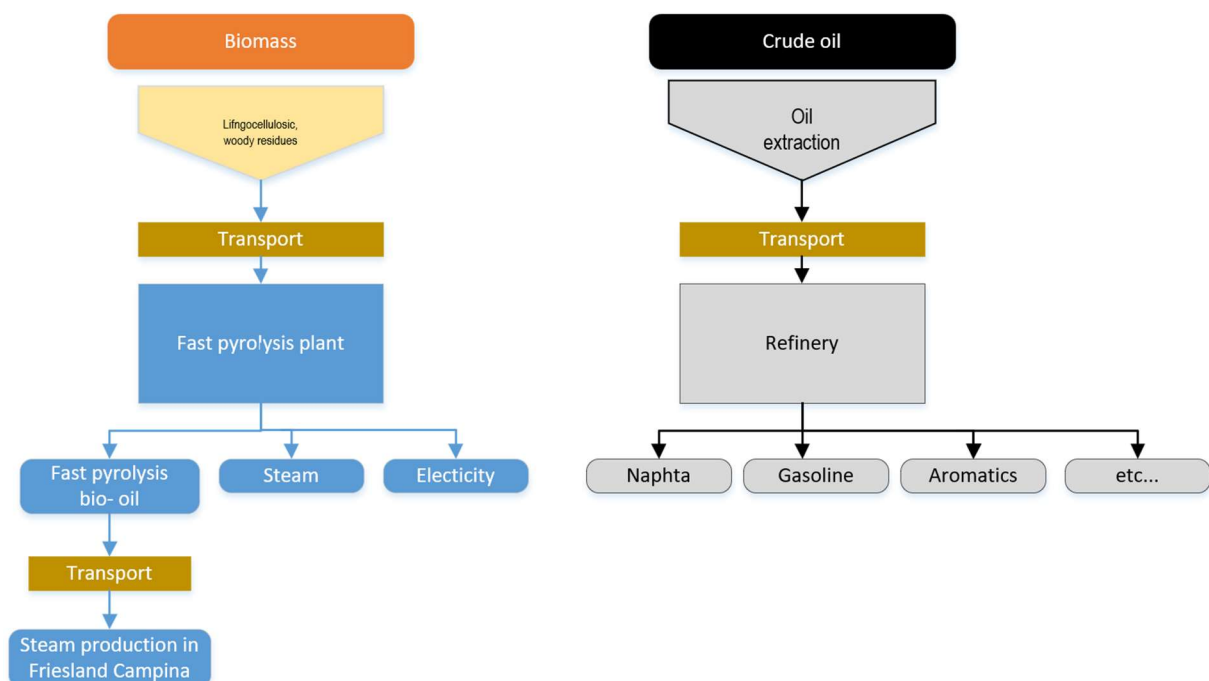 Biomass
Lifngocellulosic,
woody residues
Transport
Fast pyrolysis plant
Fast pyrolysis
bio- oil
Steam
Electicity
Transport
Steam production in
Friesland Campina
Crude oil
Oil
extraction
Transport
Refinery
Naphta
Gasoline
Aromatics
etc...